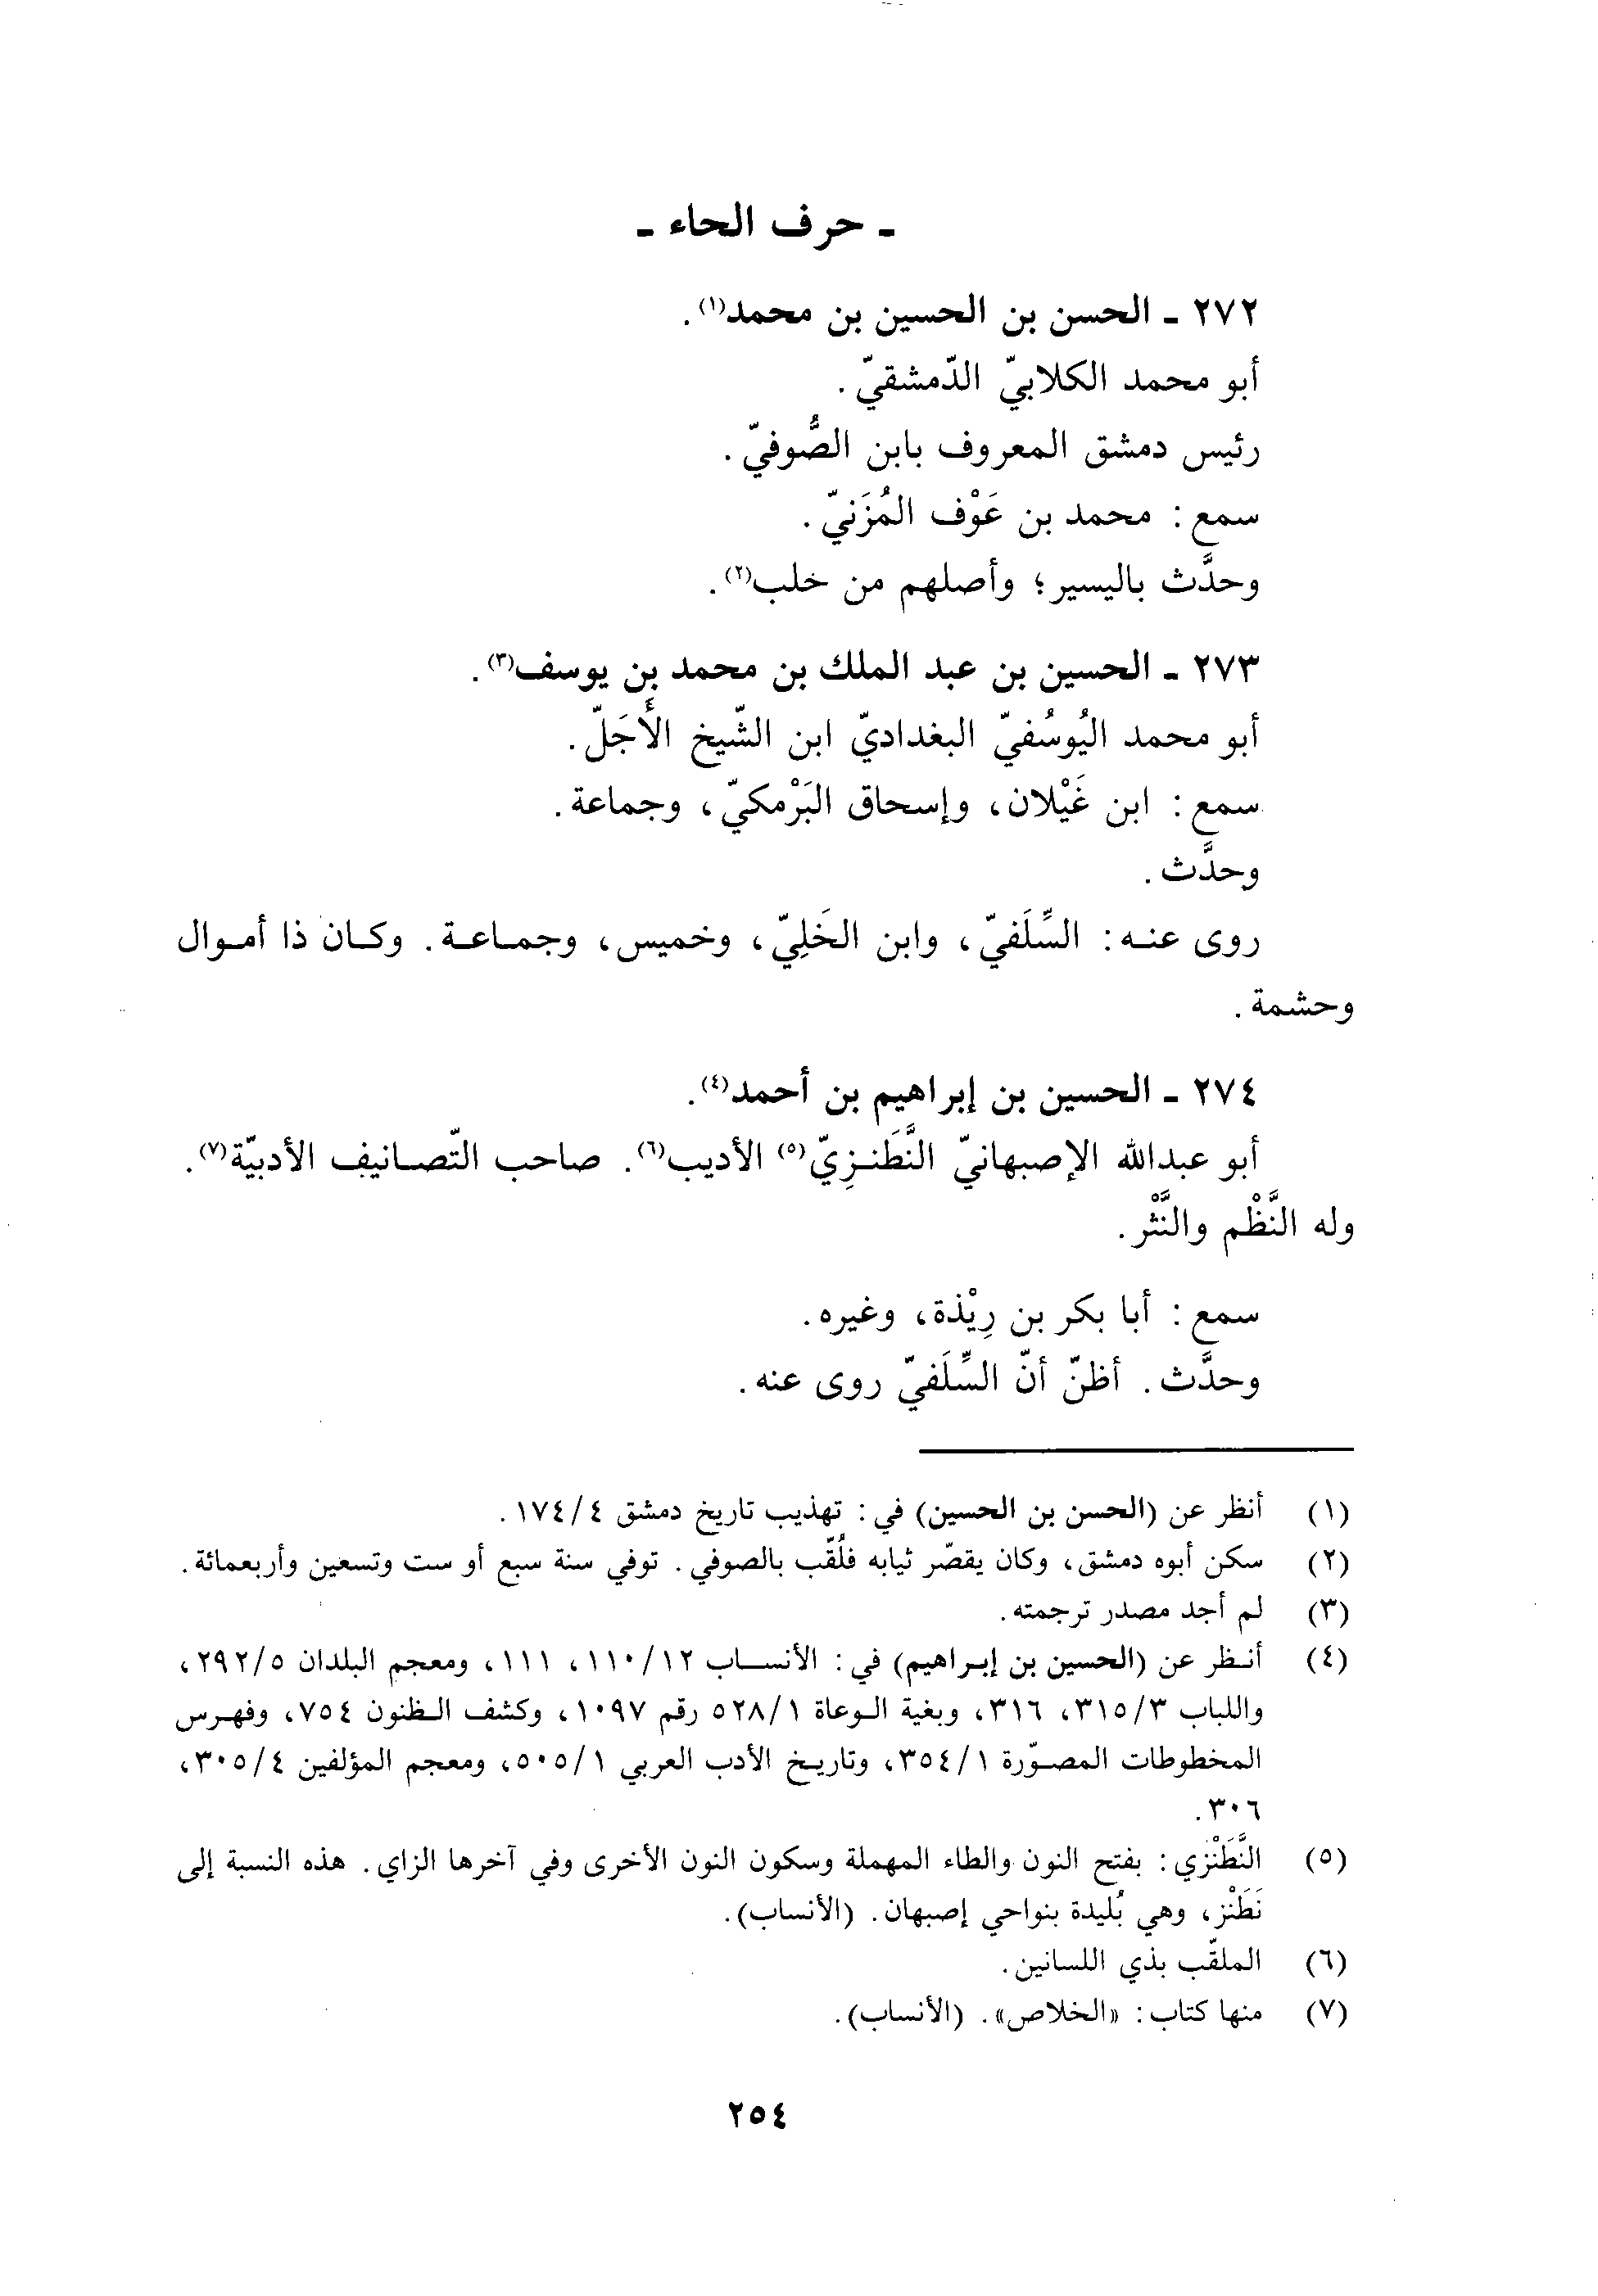 ـ حرف الحاء ـ
٢٧٢ ـ الحسن بن الحسين بن محمد(١).
أبو محمد الكلابيّ الدّمشقيّ.
رئيس دمشق المعروف بابن الصُّوفيّ.
سمع: محمد بن عَوْف المُزَنيّ.
وحدَّث باليسير؛ وأصلهم من خلب(٢).
٢٧٣ ـ الحسين بن عبد الملك بن محمد بن يوسف(٣).
أبو محمد اليُوسُفيّ البغداديّ ابن الشّيخ الأَجَلّ.
سمع: ابن غَيْلان، وإسحاق البَرْمكيّ، وجماعة.
وحدَّث.
روى عنه: السِّلَفيّ، وابن الخَلِيّ، وخميس، وجماعة. وكان ذا أموال
وحشمة.
٢٧٤ ـ الحسين بن إبراهيم بن أحمد(٤).
أبو عبدالله الإصبهانيّ النَّطَنزِيّ(٥) الأديب(٦). صاحب التّصانيف الأدبيّة(٧).
وله النَّظْم والنَّثْر.
سمع: أبا بكر بن رِيْذة، وغيره.
وحدَّث. أظنّ أنّ السِّلَفيّ روى عنه.
(١) أنظر عن (الحسن بن الحسين) في: تهذيب تاريخ دمشق ١٧٤/٤.
(٢) سكن أبوه دمشق، وكان يقصّر ثيابه فلُقّب بالصوفي. توفي سنة سبع أو ست وتسعين وأربعمائة.
(٣) لم أجد مصدر ترجمته.
(٤) أنظر عن (الحسين بن إبراهيم) في: الأنساب ١١٠/١٢، ١١١، ومعجم البلدان ٢٩٢/٥،
واللباب ٣١٥/٣، ٣١٦، وبغية الوعاة ٥٢٨/١ رقم ١٠٩٧، وكشف الظنون ٧٥٤، وفهرس
المخطوطات المصوّرة ٣٥٤/١، وتاريخ الأدب العربي ٥٠٥/١، ومعجم المؤلفين ٣٠٥/٤،
٣٠٦.
(٥) النَّطَنْزي: بفتح النون والطاء المهملة وسكون النون الأخرى وفي آخرها الزاي. هذه النسبة إلى
نَطَنْز، وهي بُليدة بنواحي إصبهان. (الأنساب).
(٦) الملقّب بذي اللسانين.
(٧) منها كتاب: «الخلاص». (الأنساب).
٢٥٤